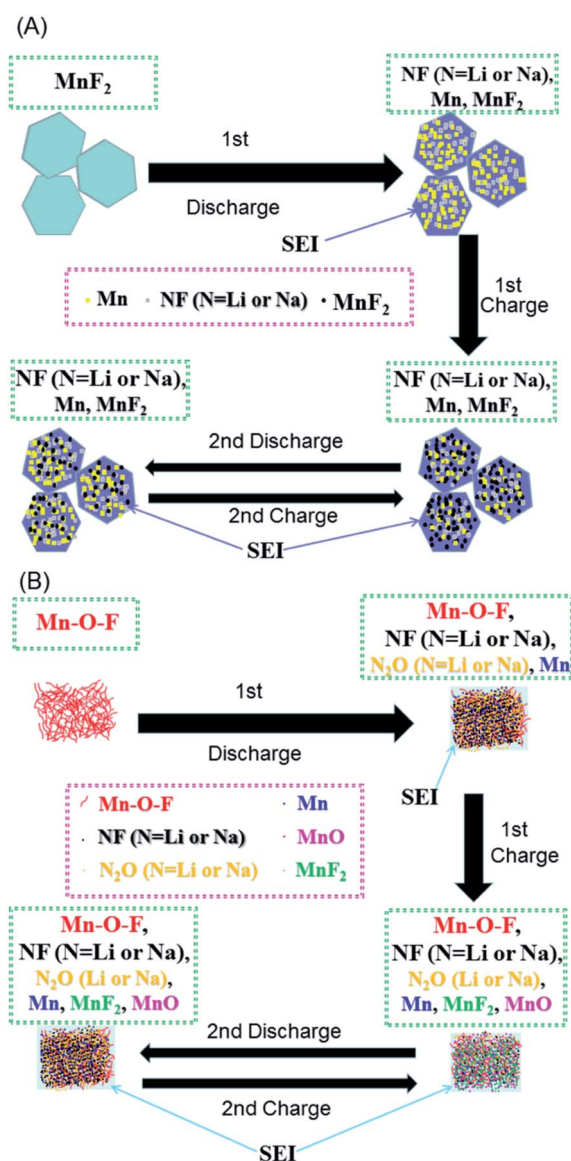 (A)
MnF₂
1st
Discharge
NF (N=Li or Na),
Mn, MnF₂
SEI
1st
Charge
Mn NF (N=Li or Na) MnF₂
NF (N=Li or Na),
Mn, MnF₂
NF (N=Li or Na),
Mn, MnF₂
2nd Discharge
2nd Charge
SEI
(B)
Mn-O-F
1st
Discharge
Mn-O-F,
NF (N=Li or Na),
N₂O (N=Li or Na), Mn
SEI
1st
Charge
Mn-O-F Mn
NF (N=Li or Na) MnO
N₂O (N=Li or Na) MnF₂
Mn-O-F,
NF (N=Li or Na),
N₂O (Li or Na),
Mn, MnF₂, MnO
Mn-O-F,
NF (N=Li or Na),
N₂O (Li or Na),
Mn, MnF₂, MnO
2nd Discharge
2nd Charge
SEI